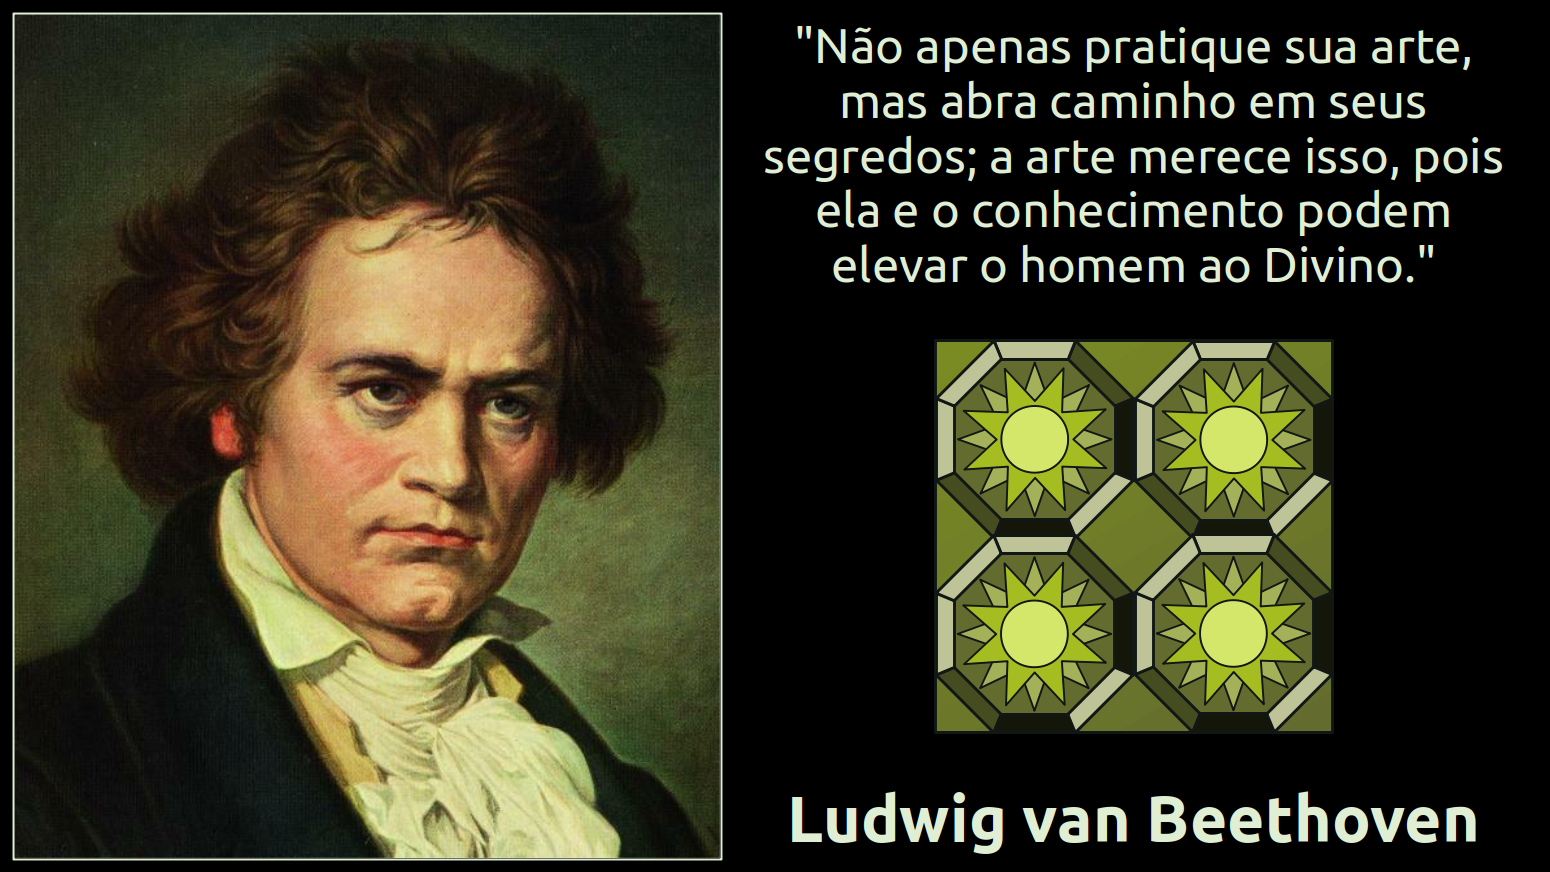 "Não apenas pratique sua arte,
mas abra caminho em seus
segredos; a arte merece isso, pois
ela e o conhecimento podem
elevar o homem ao Divino."
Ludwig van Beethoven